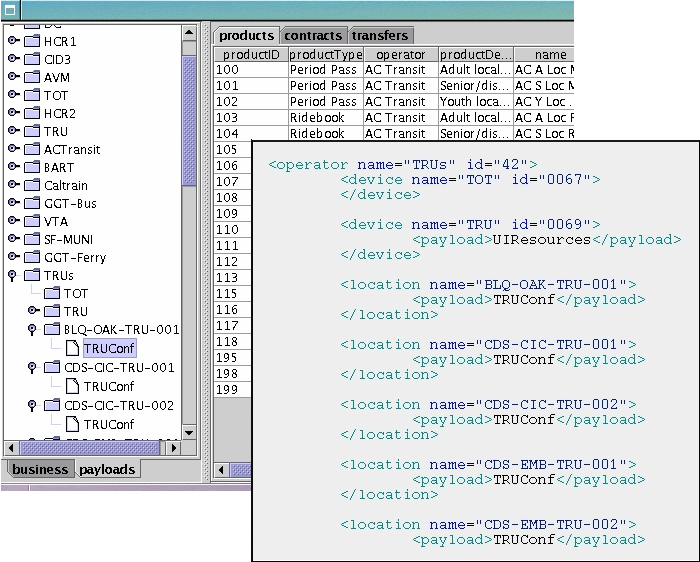 DC
HCR1
CID3
AVM
TOT
HCR2
TRU
ACTransit
BART
Caltrain
GGT-Bus
VTA
SF-MUNI
GGT-Ferry
TRUs
TOT
TRU
BLQ-OAK-TRU-001
TRUConf
CDS-CIC-TRU-001
TRUConf
CDS-CIC-TRU-002
TRUConf
business payloads
products contracts transfers
productID productType operator productDe... name
100 Period Pass AC Transit Adult local... AC A Loc M
101 Period Pass AC Transit Senior/dis... AC S Loc M
102 Period Pass AC Transit Youth loca... AC Y Loc .
103 Ridebook AC Transit Adult local... AC A Loc R
104 Ridebook AC Transit Senior/dis... AC S Loc R
105
106
107
108
109
110
111
112
113
115
116
117
118
195
198
199
<operator name="TRUs" id="42">
<device name="TOT" id="0067">
</device>
<device name="TRU" id="0069">
<payload>UIResources</payload>
</device>
<location name="BLQ-OAK-TRU-001">
<payload>TRUConf</payload>
</location>
<location name="CDS-CIC-TRU-001">
<payload>TRUConf</payload>
</location>
<location name="CDS-CIC-TRU-002">
<payload>TRUConf</payload>
</location>
<location name="CDS-EMB-TRU-001">
<payload>TRUConf</payload>
</location>
<location name="CDS-EMB-TRU-002">
<payload>TRUConf</payload>